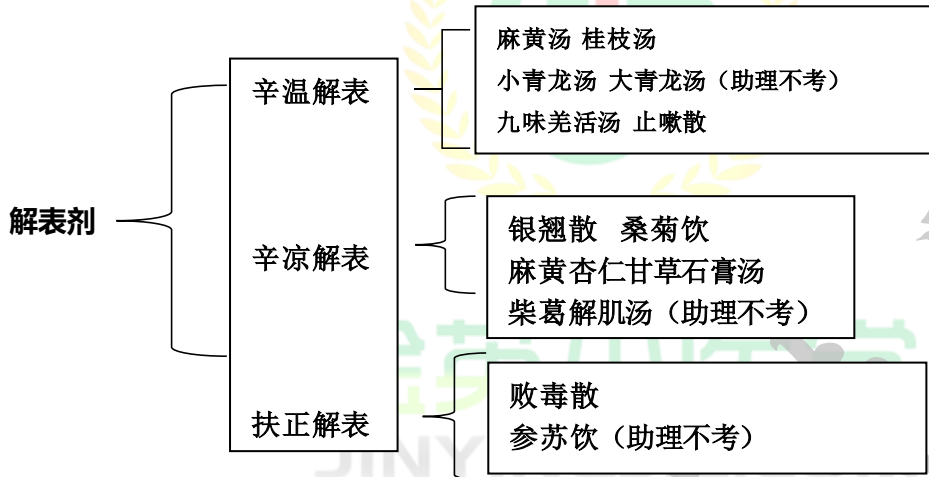 解表剂
辛温解表
麻黄汤 桂枝汤
小青龙汤 大青龙汤（助理不考）
九味羌活汤 止嗽散
辛凉解表
银翘散 桑菊饮
麻黄杏仁甘草石膏汤
柴葛解肌汤（助理不考）
扶正解表
败毒散
参苏饮（助理不考）
JINY